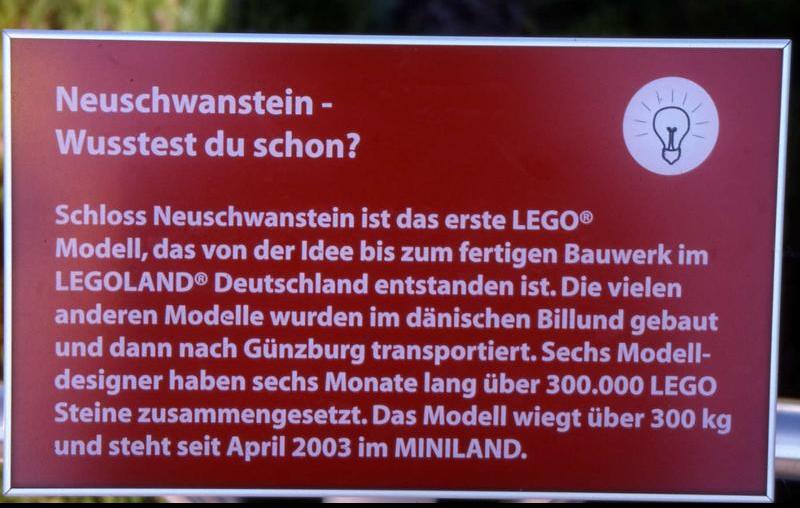 Neuschwanstein -
Wusstest du schon?
Schloss Neuschwanstein ist das erste LEGO®
Modell, das von der Idee bis zum fertigen Bauwerk im
LEGOLAND® Deutschland entstanden ist. Die vielen
anderen Modelle wurden im dänischen Billund gebaut
und dann nach Günzburg transportiert. Sechs Modell-
designer haben sechs Monate lang über 300.000 LEGO
Steine zusammengesetzt. Das Modell wiegt über 300 kg
und steht seit April 2003 im MINILAND.